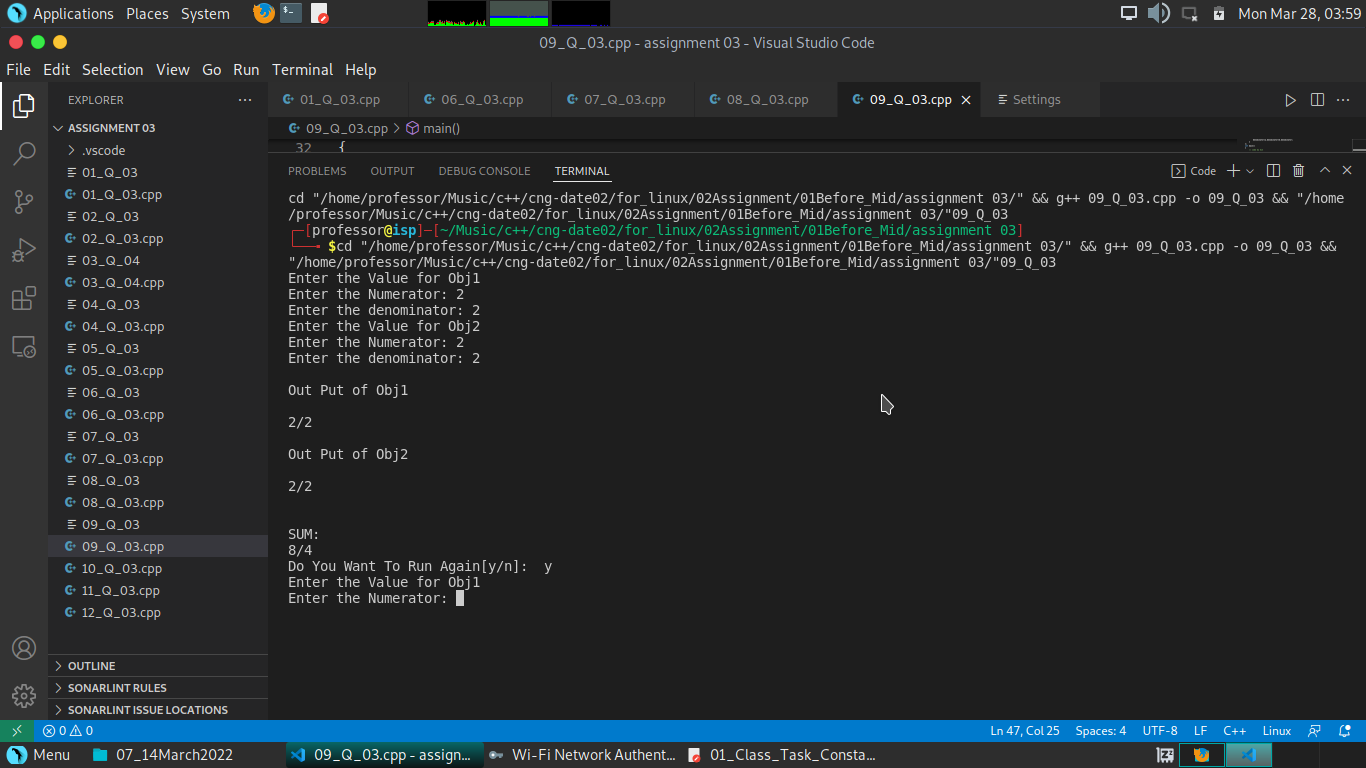 Applications Places System Mon Mar 28, 03:59
09_Q_03.cpp - assignment 03 - Visual Studio Code
File Edit Selection View Go Run Terminal Help
EXPLORER
ASSIGNMENT 03
.vscode
01_Q_03
01_Q_03.cpp
02_Q_03
02_Q_03.cpp
03_Q_04
03_Q_04.cpp
04_Q_03
04_Q_03.cpp
05_Q_03
05_Q_03.cpp
06_Q_03
06_Q_03.cpp
07_Q_03
07_Q_03.cpp
08_Q_03
08_Q_03.cpp
09_Q_03
09_Q_03.cpp
10_Q_03.cpp
11_Q_03.cpp
12_Q_03.cpp
OUTLINE
SONARLINT RULES
SONARLINT ISSUE LOCATIONS
01_Q_03.cpp 06_Q_03.cpp 07_Q_03.cpp 08_Q_03.cpp 09_Q_03.cpp Settings
09_Q_03.cpp > main()
32 {
PROBLEMS OUTPUT DEBUG CONSOLE TERMINAL Code
cd "/home/professor/Music/c++/cng-date02/for_linux/02Assignment/01Before_Mid/assignment 03/" && g++ 09_Q_03.cpp -o 09_Q_03 && "/home
/professor/Music/c++/cng-date02/for_linux/02Assignment/01Before_Mid/assignment 03/"09_Q_03
┌─[professor@isp]─[~/Music/c++/cng-date02/for_linux/02Assignment/01Before_Mid/assignment 03]
└──╼ $cd "/home/professor/Music/c++/cng-date02/for_linux/02Assignment/01Before_Mid/assignment 03/" && g++ 09_Q_03.cpp -o 09_Q_03 &&
"/home/professor/Music/c++/cng-date02/for_linux/02Assignment/01Before_Mid/assignment 03/"09_Q_03
Enter the Value for Obj1
Enter the Numerator: 2
Enter the denominator: 2
Enter the Value for Obj2
Enter the Numerator: 2
Enter the denominator: 2
Out Put of Obj1
2/2
Out Put of Obj2
2/2
SUM:
8/4
Do You Want To Run Again[y/n]:  y
Enter the Value for Obj1
Enter the Numerator:
0 0 Ln 47, Col 25 Spaces: 4 UTF-8 LF C++ Linux
Menu 07_14March2022 09_Q_03.cpp - assign... Wi-Fi Network Authent... 01_Class_Task_Consta...